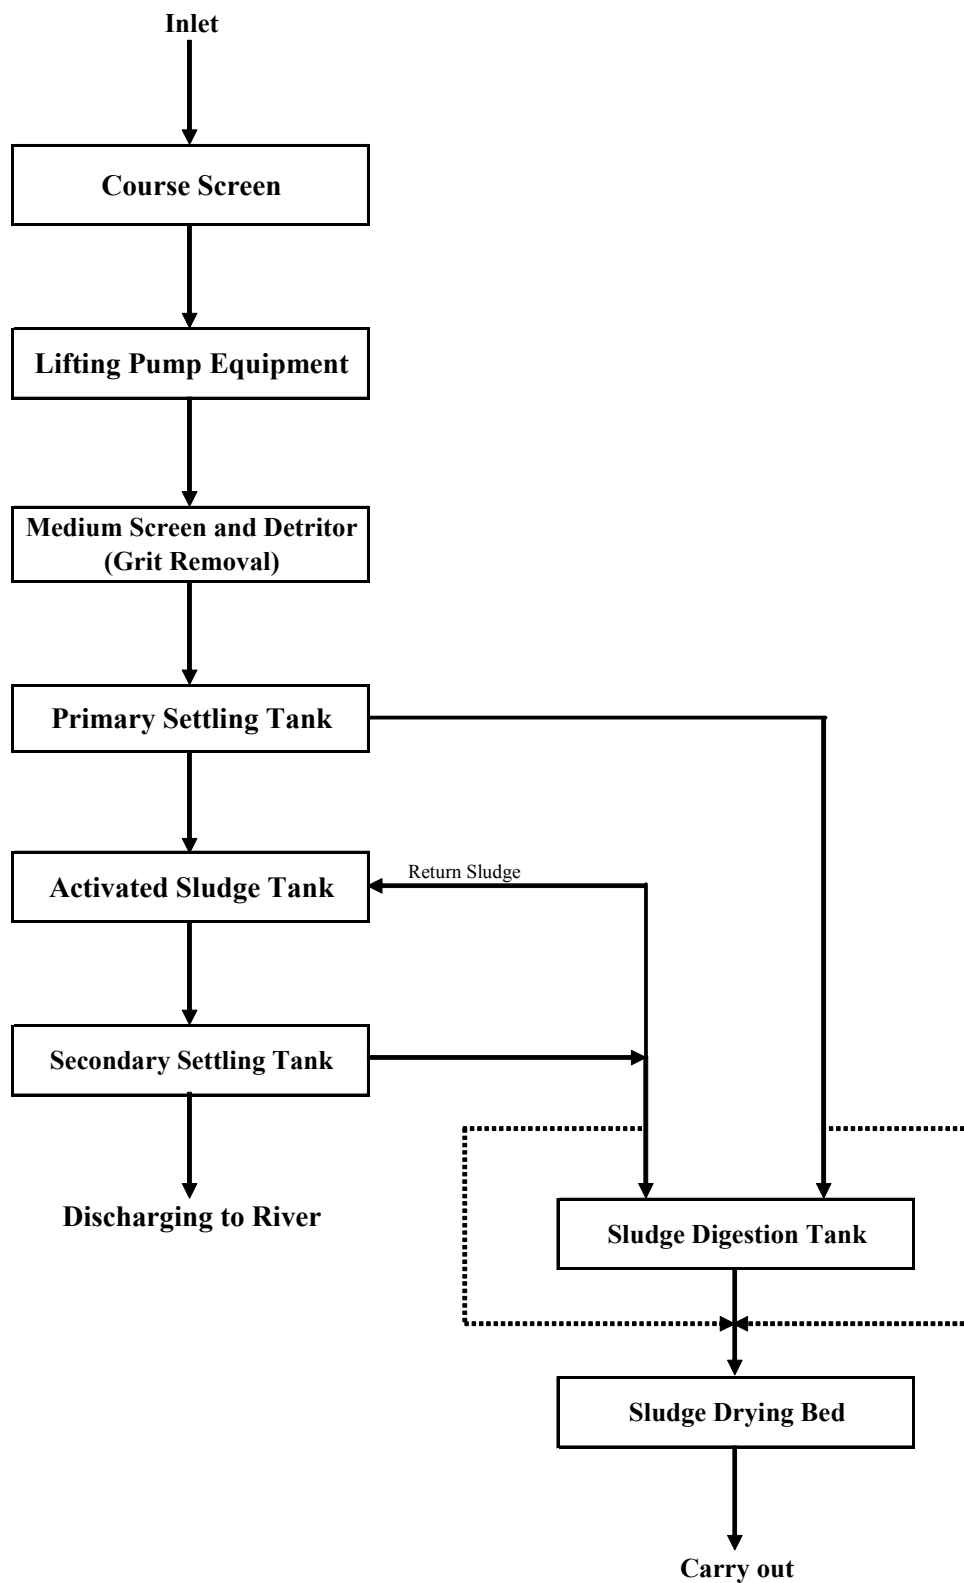 Inlet
Course Screen
Lifting Pump Equipment
Medium Screen and Detritor
(Grit Removal)
Primary Settling Tank
Activated Sludge Tank
Return Sludge
Secondary Settling Tank
Discharging to River
Sludge Digestion Tank
Sludge Drying Bed
Carry out